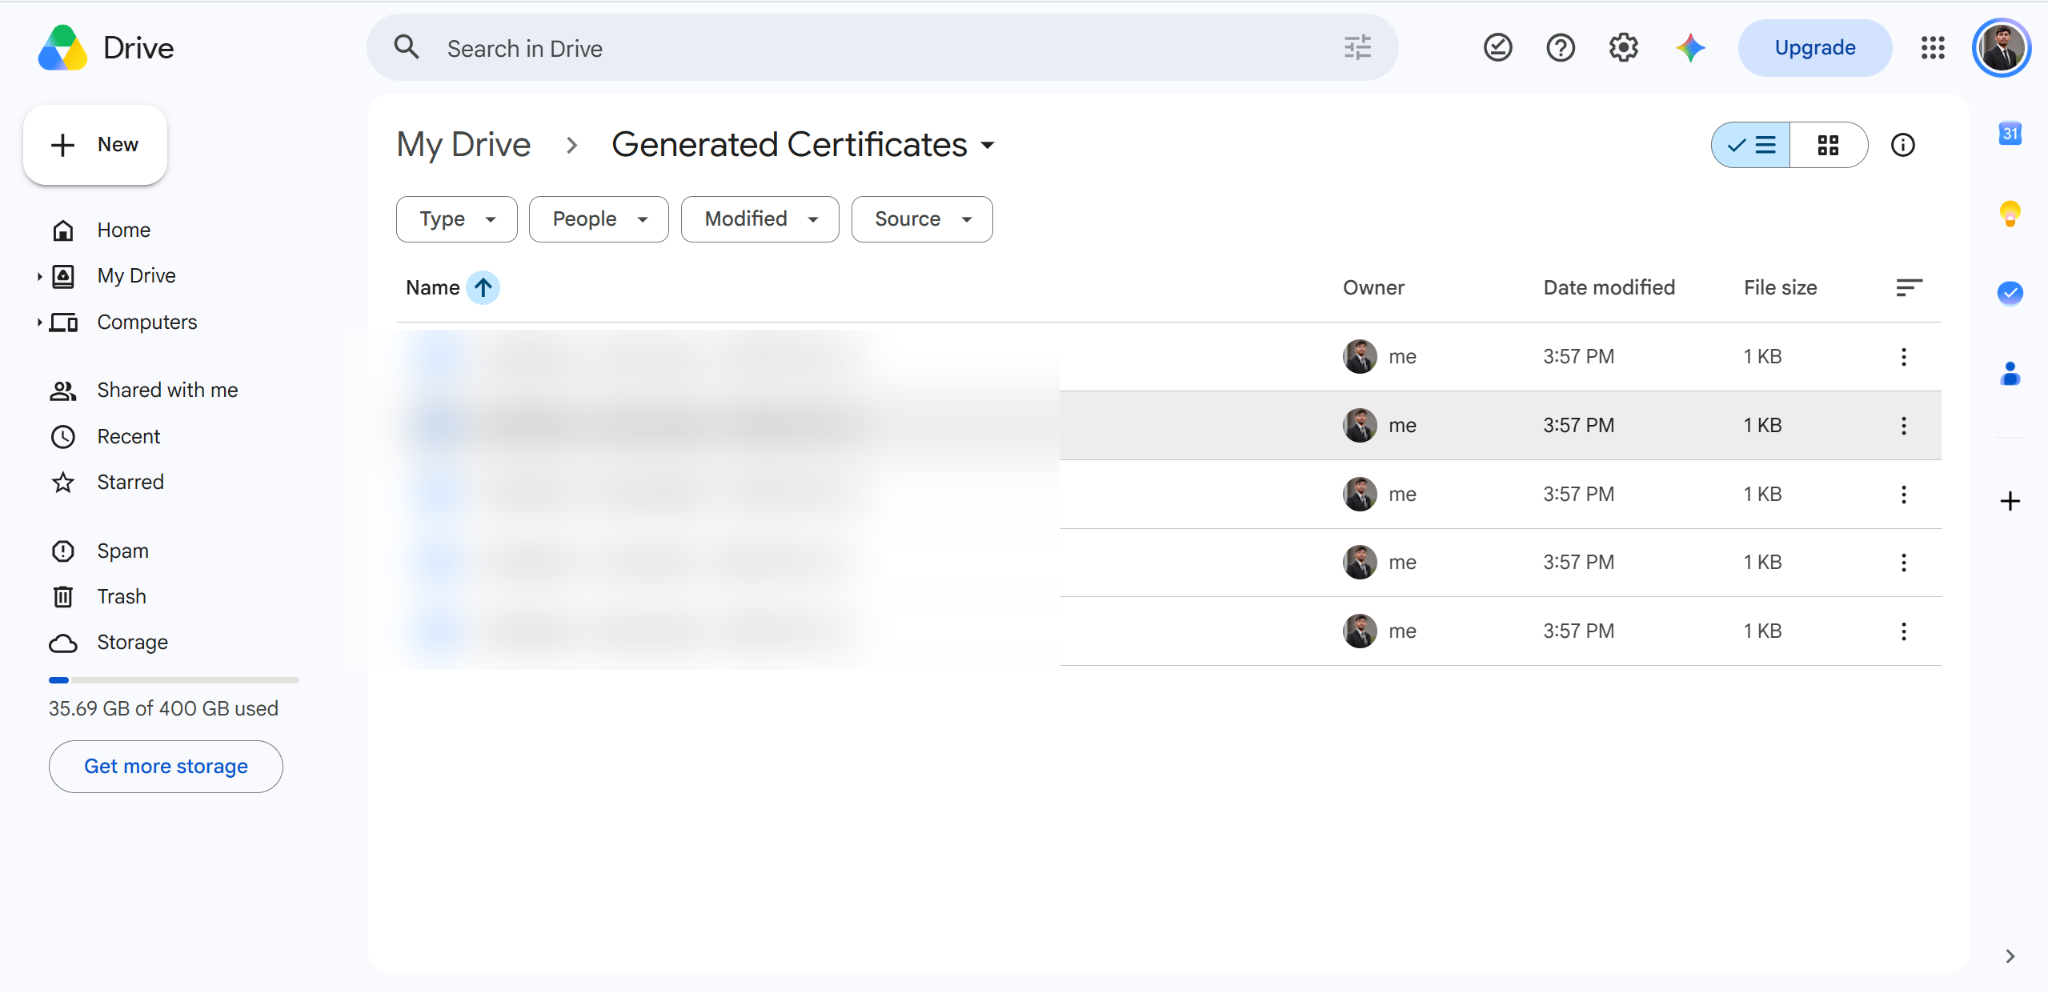 Drive
Search in Drive
Upgrade
New
My Drive
Generated Certificates
31
Type
People
Modified
Source
Home
My Drive
Computers
Shared with me
Recent
Starred
Spam
Trash
Storage
35.69 GB of 400 GB used
Get more storage
Name
Owner
Date modified
File size
me 3:57 PM 1 KB
me 3:57 PM 1 KB
me 3:57 PM 1 KB
me 3:57 PM 1 KB
me 3:57 PM 1 KB